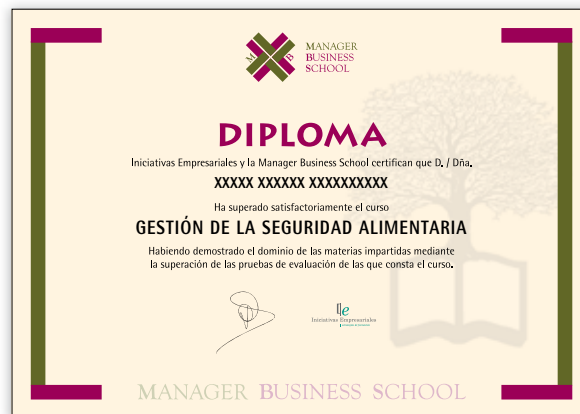 M B
MANAGER
BUSINESS
SCHOOL
DIPLOMA
Iniciativas Empresariales y la Manager Business School certifican que D. / Dña.
XXXXX XXXXXX XXXXXXXXXX
Ha superado satisfactoriamente el curso
GESTIÓN DE LA SEGURIDAD ALIMENTARIA
Habiendo demostrado el dominio de las materias impartidas mediante
la superación de las pruebas de evaluación de las que consta el curso.
Iniciativas Empresariales
MANAGER BUSINESS SCHOOL